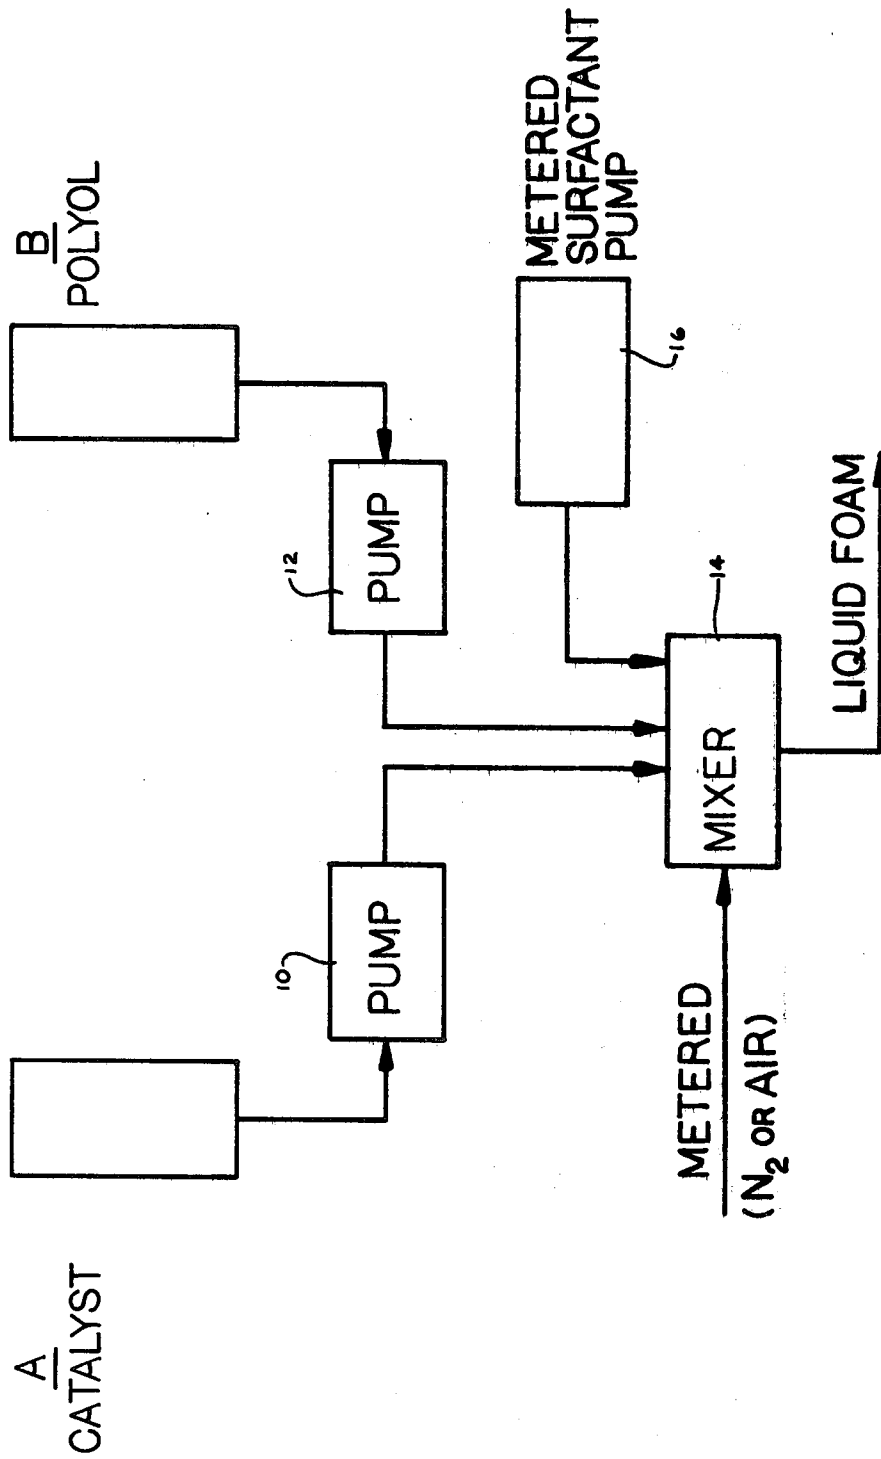 A
CATALYST
B
POLYOL
10
PUMP
12
PUMP
METERED
SURFACTANT
PUMP
16
METERED
(N₂ OR AIR)
MIXER
14
LIQUID FOAM